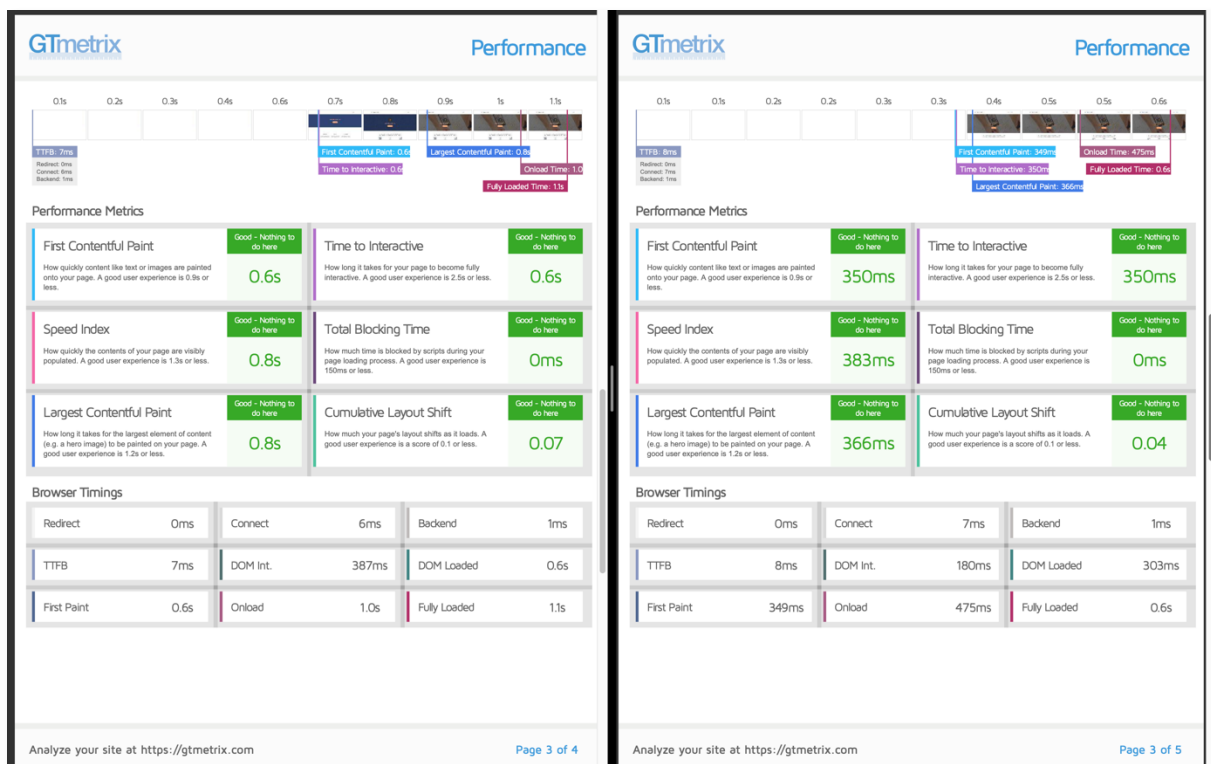 GTmetrix
Performance
0.1s 0.2s 0.3s 0.4s 0.6s 0.7s 0.8s 0.9s 1s 1.1s
TTFB: 7ms
Redirect: 0ms
Connect: 6ms
Backend: 1ms
First Contentful Paint: 0.6s
Largest Contentful Paint: 0.8s
Time to Interactive: 0.6
Onload Time: 1.0
Fully Loaded Time: 1.1s
Performance Metrics
First Contentful Paint
How quickly content like text or images are painted
onto your page. A good user experience is 0.9s or
less.
Good - Nothing to
do here
0.6s
Time to Interactive
How long it takes for your page to become fully
interactive. A good user experience is 2.5s or less.
Good - Nothing to
do here
0.6s
Speed Index
How quickly the contents of your page are visibly
populated. A good user experience is 1.3s or less.
Good - Nothing to
do here
0.8s
Total Blocking Time
How much time is blocked by scripts during your
page loading process. A good user experience is
150ms or less.
Good - Nothing to
do here
0ms
Largest Contentful Paint
How long it takes for the largest element of content
(e.g. a hero image) to be painted on your page. A
good user experience is 1.2s or less.
Good - Nothing to
do here
0.8s
Cumulative Layout Shift
How much your page's layout shifts as it loads. A
good user experience is a score of 0.1 or less.
Good - Nothing to
do here
0.07
Browser Timings
Redirect 0ms
Connect 6ms
Backend 1ms
TTFB 7ms
DOM Int. 387ms
DOM Loaded 0.6s
First Paint 0.6s
Onload 1.0s
Fully Loaded 1.1s
Analyze your site at https://gtmetrix.com
Page 3 of 4
GTmetrix
Performance
0.1s 0.1s 0.2s 0.2s 0.3s 0.3s 0.4s 0.5s 0.5s 0.6s
TTFB: 8ms
Redirect: 0ms
Connect: 7ms
Backend: 1ms
First Contentful Paint: 349ms
Onload Time: 475ms
Time to Interactive: 350m
Fully Loaded Time: 0.6s
Largest Contentful Paint: 366ms
Performance Metrics
First Contentful Paint
How quickly content like text or images are painted
onto your page. A good user experience is 0.9s or
less.
Good - Nothing to
do here
350ms
Time to Interactive
How long it takes for your page to become fully
interactive. A good user experience is 2.5s or less.
Good - Nothing to
do here
350ms
Speed Index
How quickly the contents of your page are visibly
populated. A good user experience is 1.3s or less.
Good - Nothing to
do here
383ms
Total Blocking Time
How much time is blocked by scripts during your
page loading process. A good user experience is
150ms or less.
Good - Nothing to
do here
0ms
Largest Contentful Paint
How long it takes for the largest element of content
(e.g. a hero image) to be painted on your page. A
good user experience is 1.2s or less.
Good - Nothing to
do here
366ms
Cumulative Layout Shift
How much your page's layout shifts as it loads. A
good user experience is a score of 0.1 or less.
Good - Nothing to
do here
0.04
Browser Timings
Redirect 0ms
Connect 7ms
Backend 1ms
TTFB 8ms
DOM Int. 180ms
DOM Loaded 303ms
First Paint 349ms
Onload 475ms
Fully Loaded 0.6s
Analyze your site at https://gtmetrix.com
Page 3 of 5